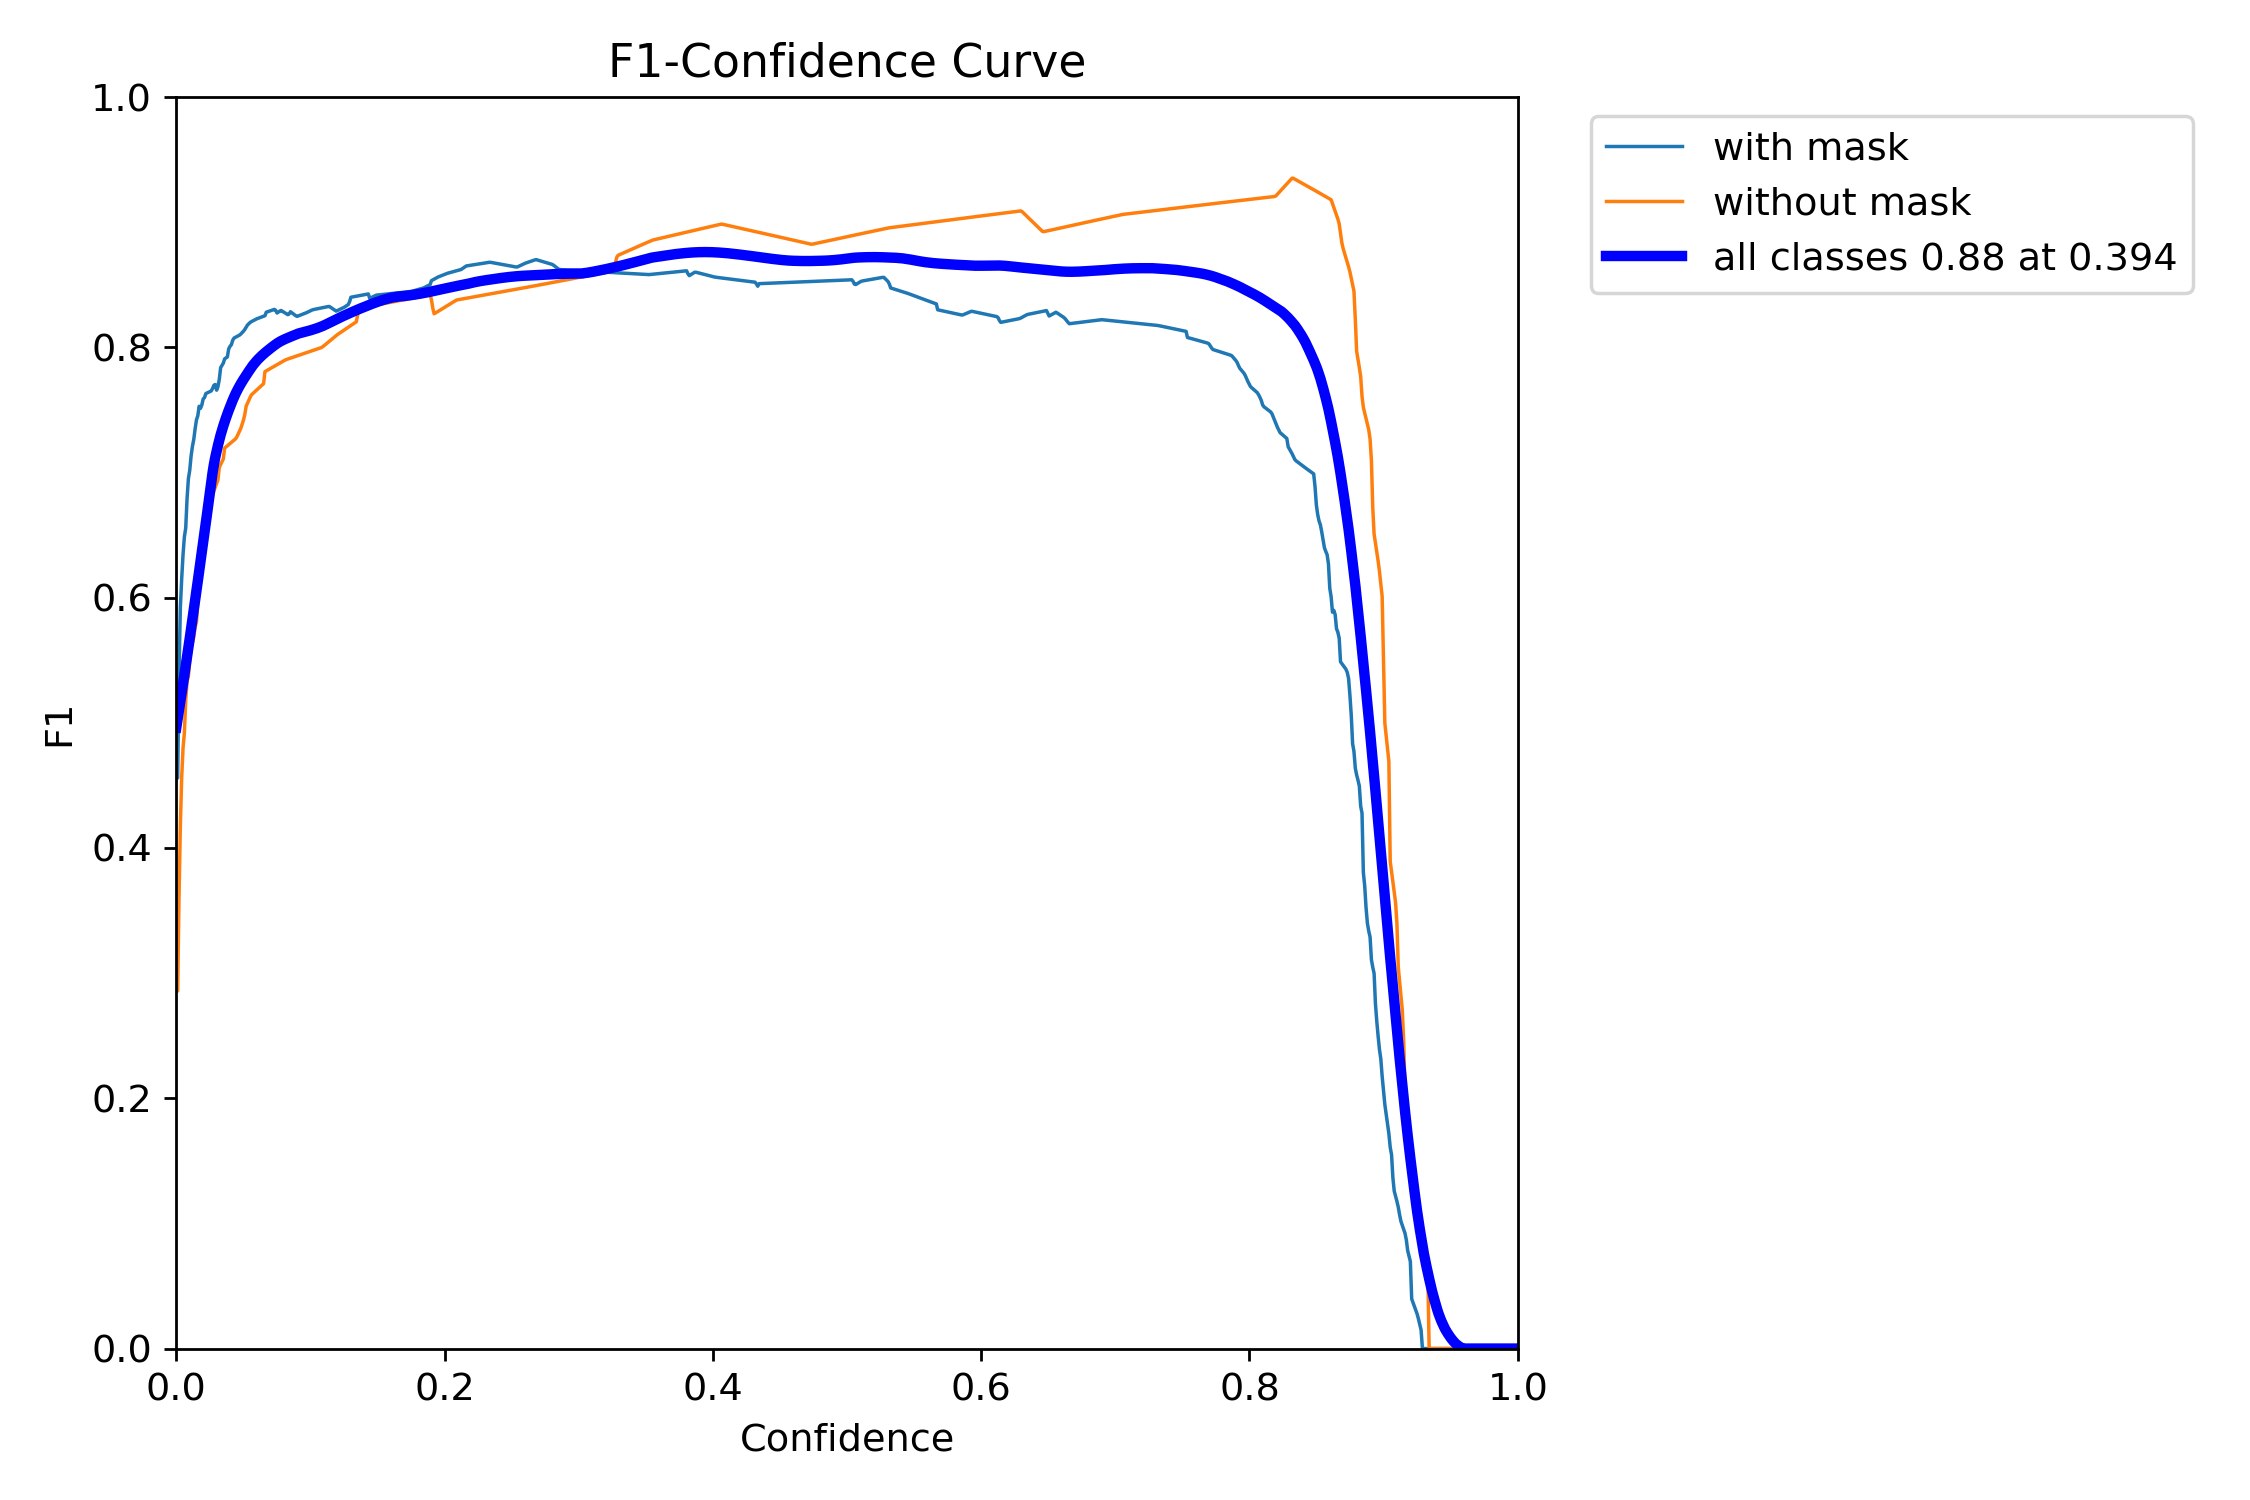 F1-Confidence Curve
with mask
without mask
all classes 0.88 at 0.394
1.0
0.8
0.6
0.4
0.2
0.0
F1
0.0 0.2 0.4 0.6 0.8 1.0
Confidence